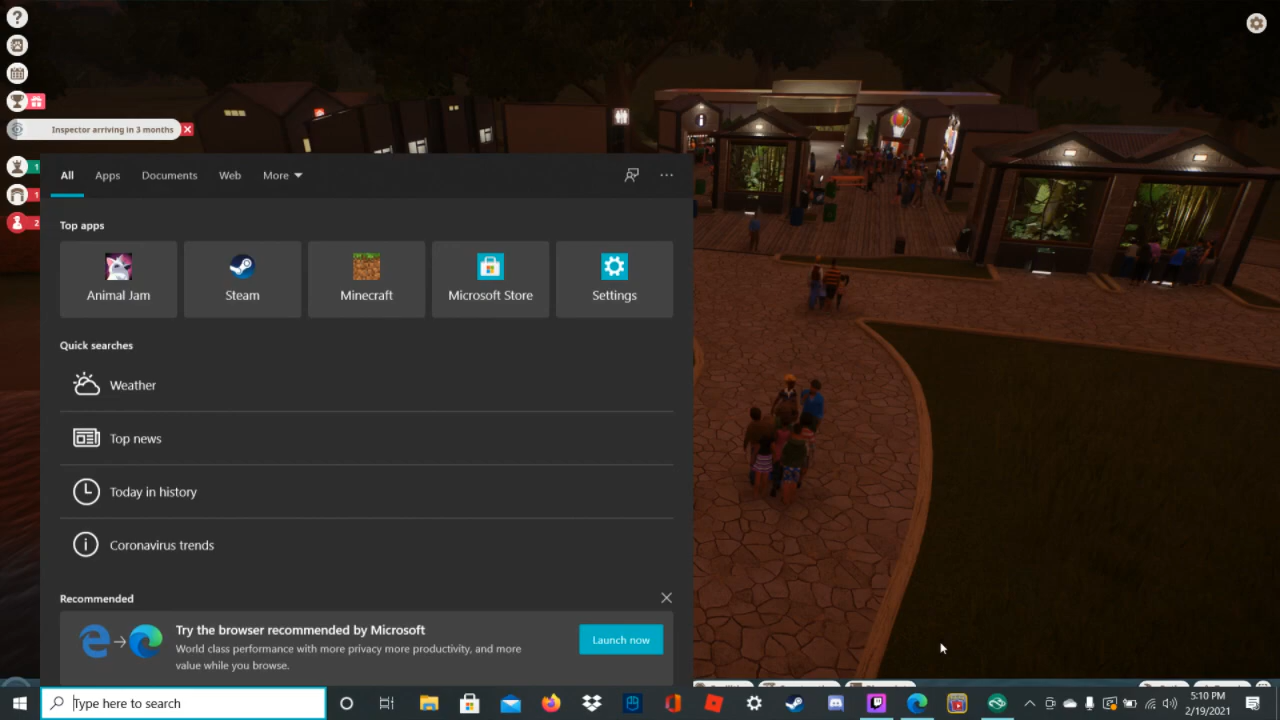 Inspector arriving in 3 months
1
1
2
All Apps Documents Web More
Top apps
Animal Jam Steam Minecraft Microsoft Store Settings
Quick searches
Weather
Top news
Today in history
Coronavirus trends
Recommended
Try the browser recommended by Microsoft
World class performance with more privacy more productivity, and more
value while you browse.
Launch now
Type here to search
5:10 PM
2/19/2021